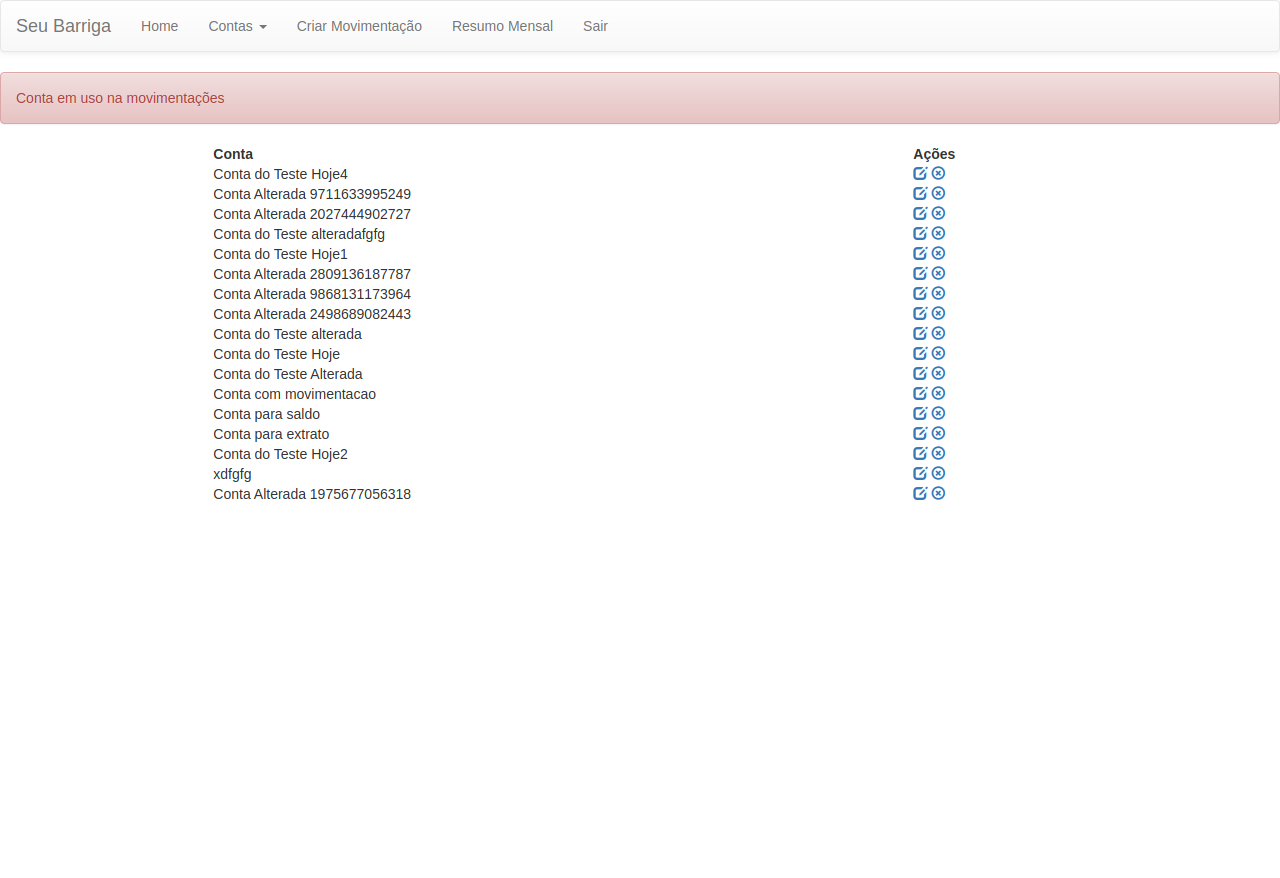 Seu Barriga Home Contas Criar Movimentação Resumo Mensal Sair
Conta em uso na movimentações
Conta Ações
Conta do Teste Hoje4
Conta Alterada 9711633995249
Conta Alterada 2027444902727
Conta do Teste alteradafgfg
Conta do Teste Hoje1
Conta Alterada 2809136187787
Conta Alterada 9868131173964
Conta Alterada 2498689082443
Conta do Teste alterada
Conta do Teste Hoje
Conta do Teste Alterada
Conta com movimentacao
Conta para saldo
Conta para extrato
Conta do Teste Hoje2
xdfgfg
Conta Alterada 1975677056318